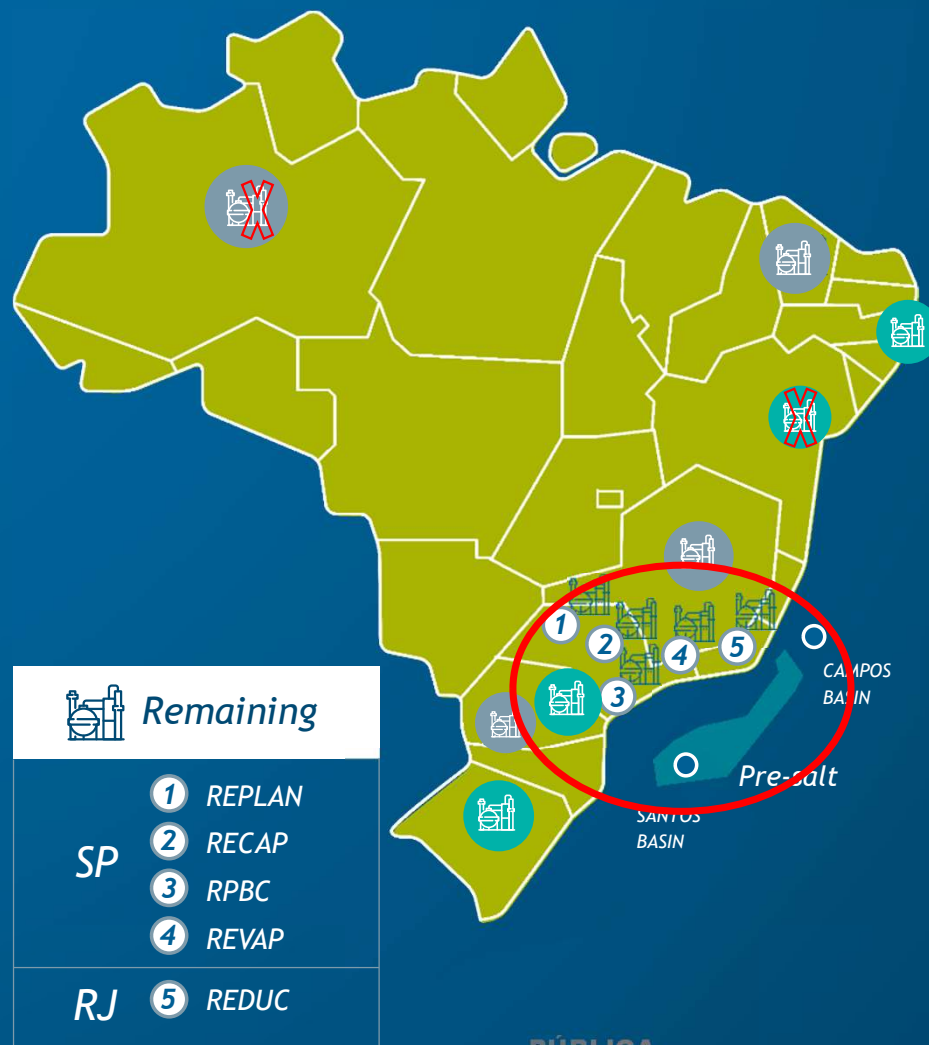 1
2
3
4
5
CAMPOS
BASIN
Pre-salt
SANTOS
BASIN
Remaining
SP
1 REPLAN
2 RECAP
3 RPBC
4 REVAP
RJ
5 REDUC
PÚBLICA